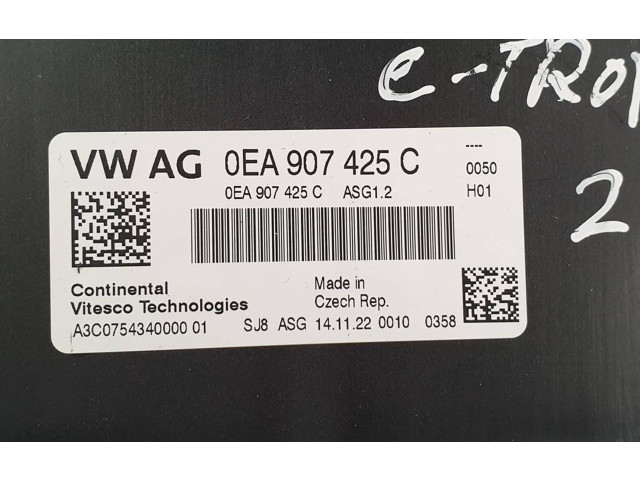 e-TRO
2
VW AG 0EA 907 425 C
----
0EA 907 425 C ASG1.2
0050
H01
Continental
Vitesco Technologies
Made in
Czech Rep.
A3C0754340000 01 SJ8 ASG 14.11.22 0010 0358